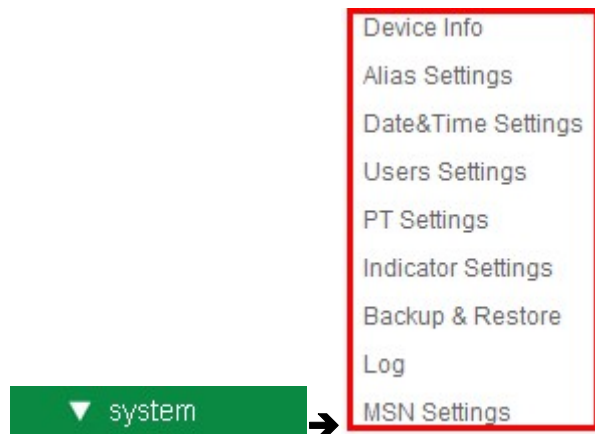 Device Info
Alias Settings
Date&Time Settings
Users Settings
PT Settings
Indicator Settings
Backup & Restore
Log
▼ system ➔ MSN Settings